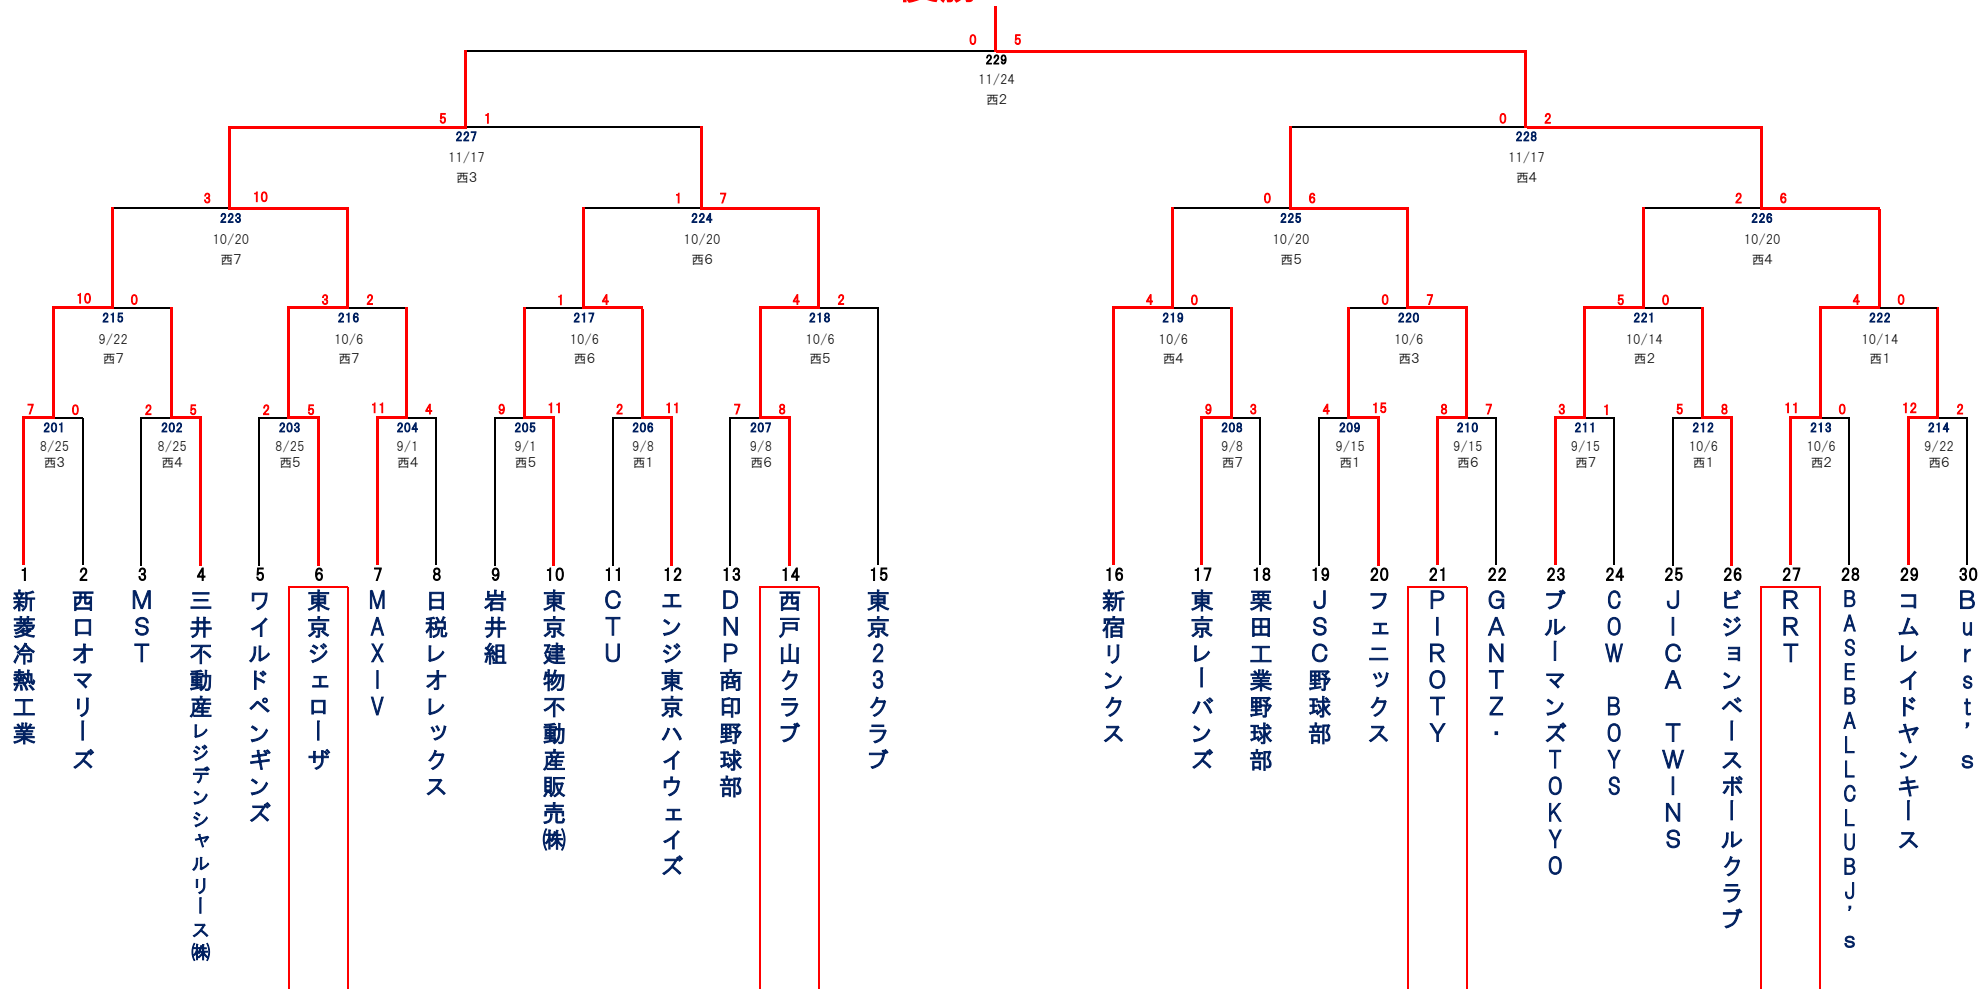 0 5
229
11/24
西2
5 1
227
11/17
西3
0 2
228
11/17
西4
3 10
223
10/20
西7
1 7
224
10/20
西6
0 6
225
10/20
西5
2 6
226
10/20
西4
10 0
215
9/22
西7
3 2
216
10/6
西7
1 4
217
10/6
西6
4 2
218
10/6
西5
4 0
219
10/6
西4
0 7
220
10/6
西3
5 0
221
10/14
西2
4 0
222
10/14
西1
7 0
201
8/25
西3
2 5
202
8/25
西4
2 5
203
8/25
西5
11 4
204
9/1
西4
9 11
205
9/1
西5
2 11
206
9/8
西1
7 8
207
9/8
西6
9 3
208
9/8
西7
4 15
209
9/15
西1
8 7
210
9/15
西6
3 1
211
9/15
西7
5 8
212
10/6
西1
11 0
213
10/6
西2
12 2
214
9/22
西6
1
新菱冷熱工業
2
西口オマリーズ
3
MST
4
三井不動産レジデンシャルリース㈱
5
ワイルドペンギンズ
6
東京ジェローザ
7
MAXIV
8
日税レオレックス
9
岩井組
10
東京建物不動産販売㈱
11
CTU
12
エンジ東京ハイウェイズ
13
DNP商印野球部
14
西戸山クラブ
15
東京23クラブ
16
新宿リンクス
17
東京レーバンズ
18
栗田工業野球部
19
JSC野球部
20
フェニックス
21
PIROTY
22
GANTZ・
23
ブルーマンズTOKYO
24
COW BOYS
25
JICA TWINS
26
ビジョンベースボールクラブ
27
RRT
28
BASEBALLCLUBJ’s
29
コムレイドヤンキース
30
Burst’s